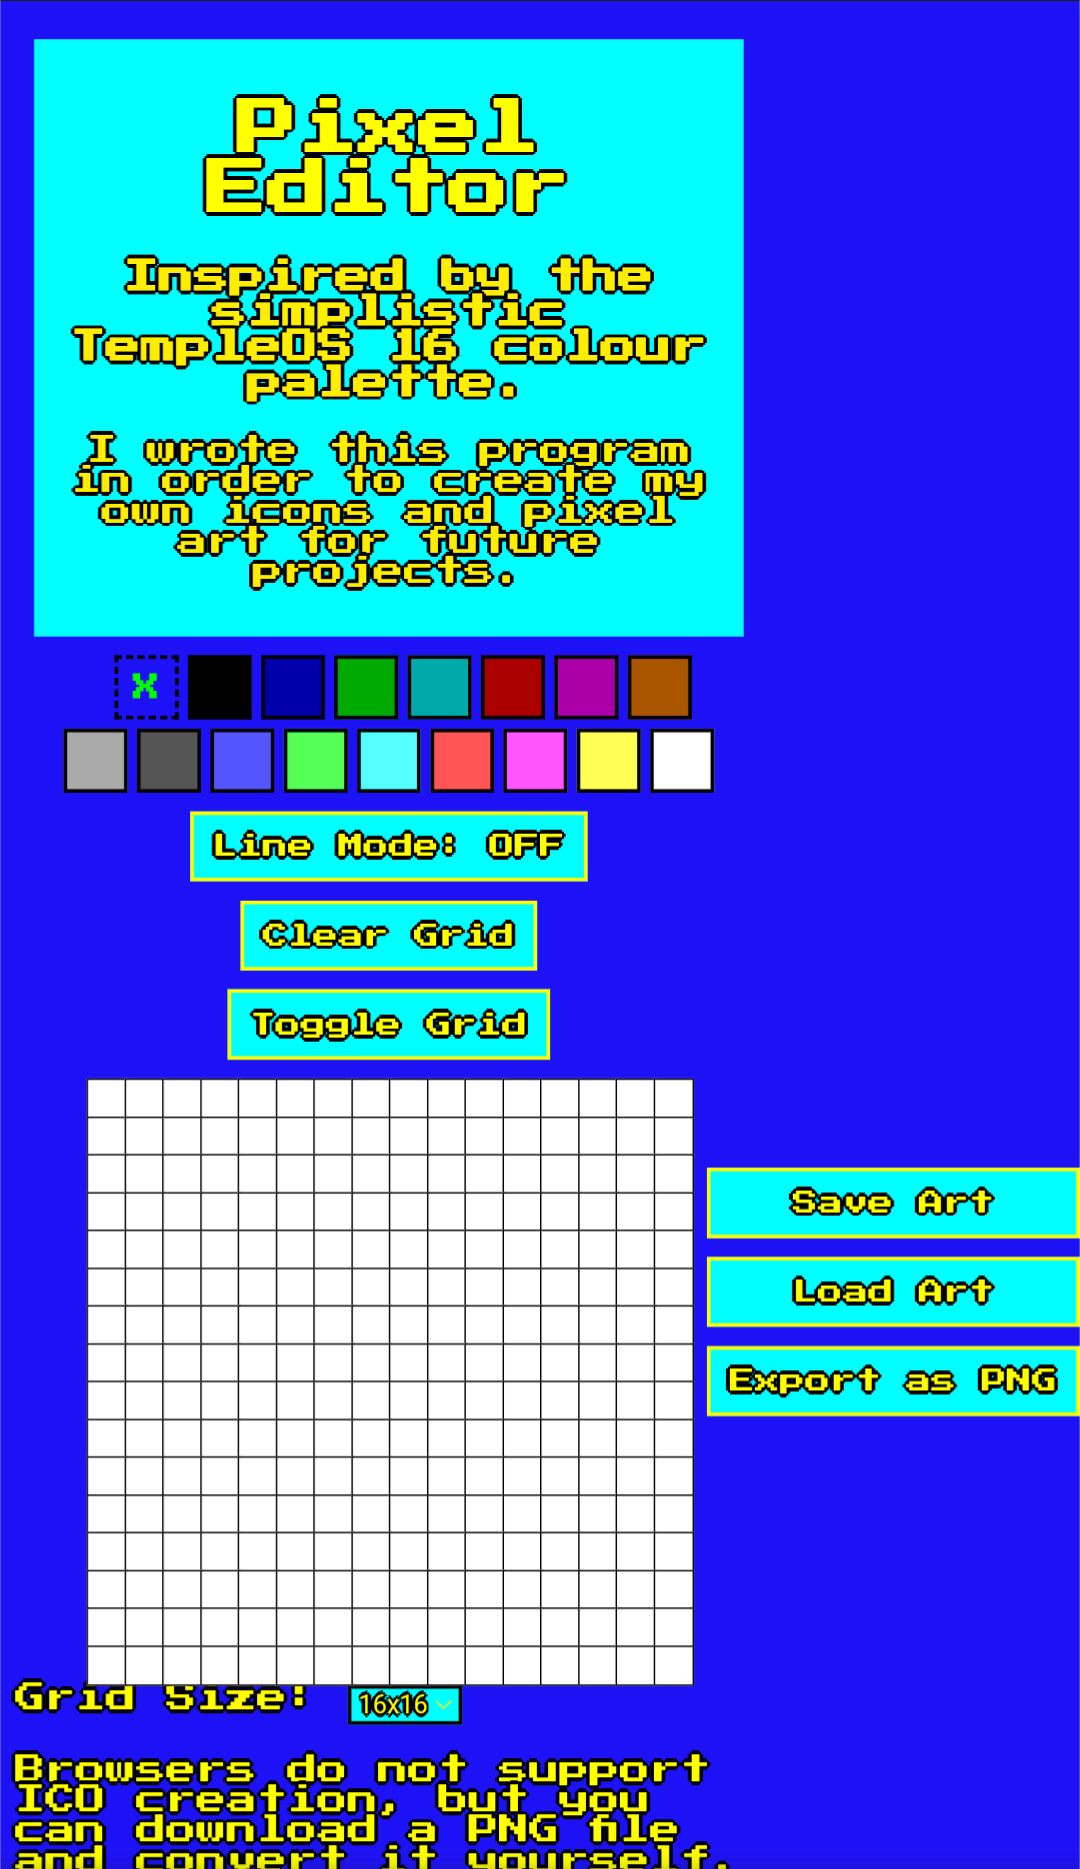 Pixel
Editor
Inspired by the
simplistic
TempleOS 16 colour
palette.
I wrote this program
in order to create my
own icons and pixel
art for future
projects.
X
Line Mode: OFF
Clear Grid
Toggle Grid
Save Art
Load Art
Export as PNG
Grid Size: 16x16
Browsers do not support
ICO creation, but you
can download a PNG file
and convert it yourself.